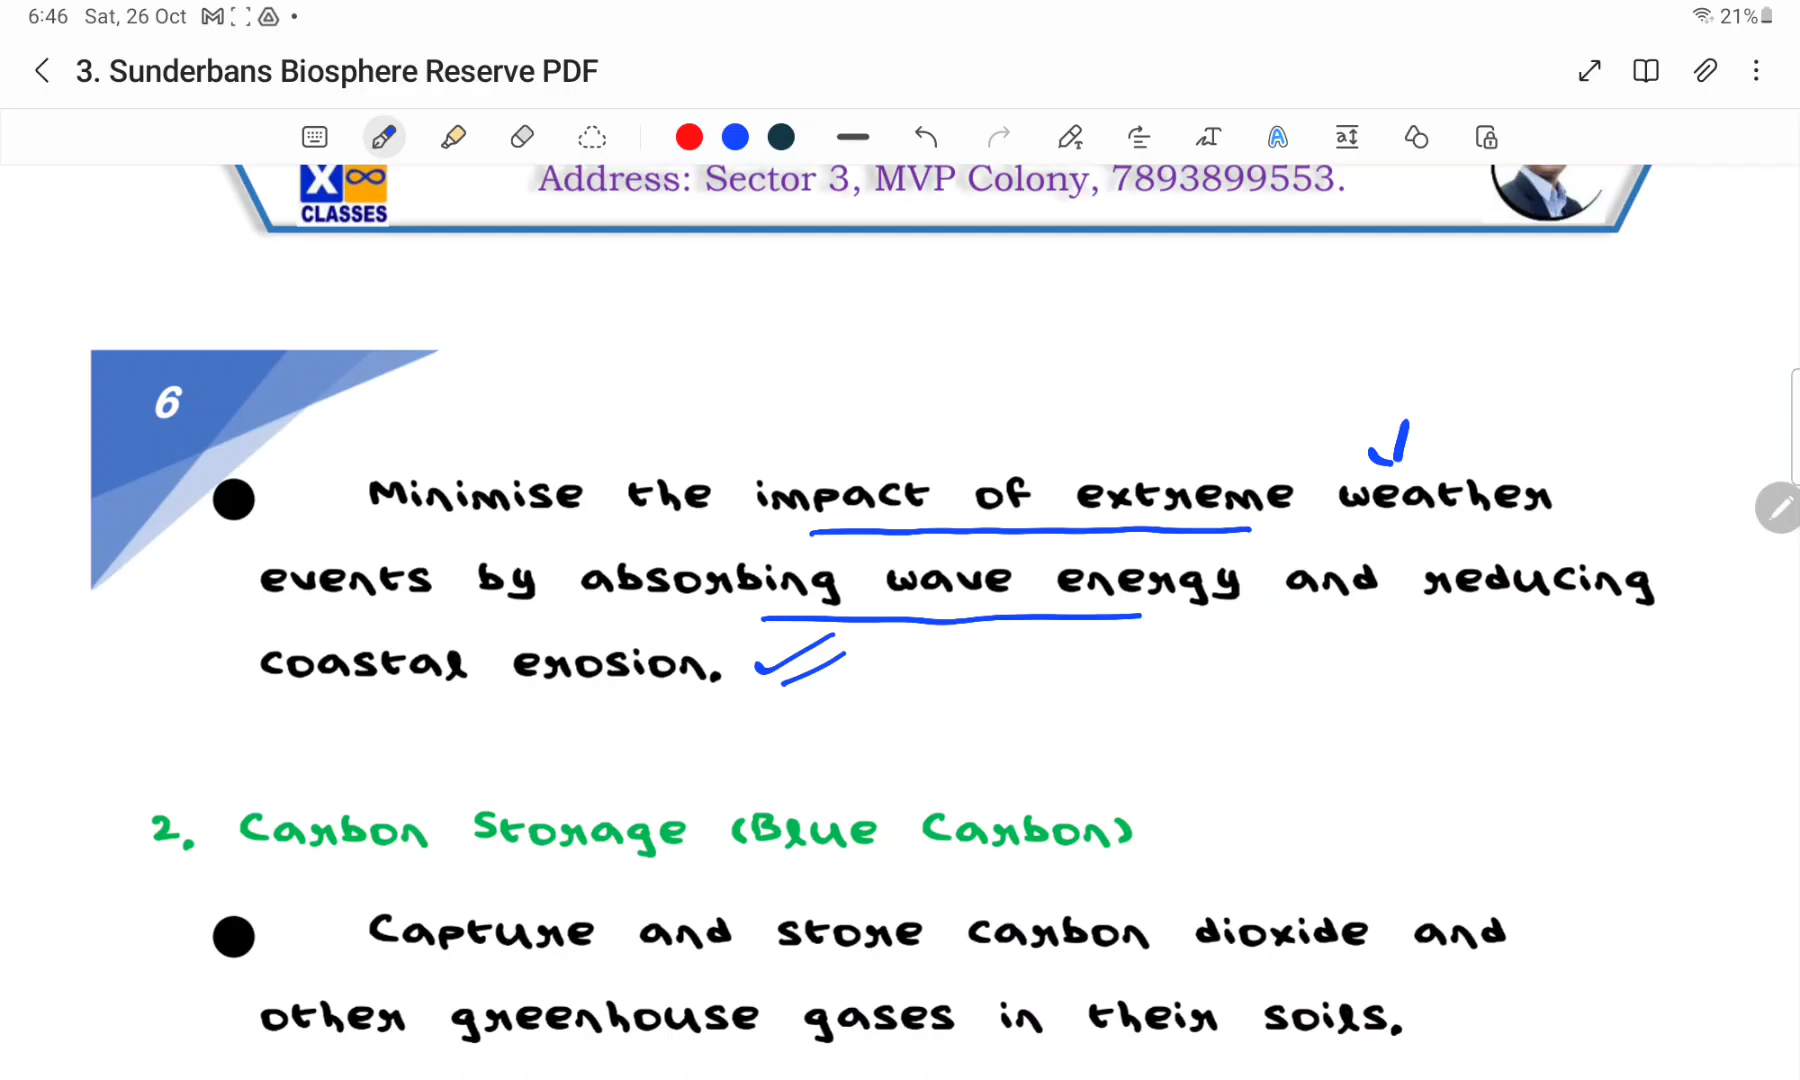 6:46 Sat, 26 Oct
21%
3. Sunderbans Biosphere Reserve PDF
X ∞
CLASSES
Address: Sector 3, MVP Colony, 7893899553.
6
Minimise the impact of extreme weather
events by absorbing wave energy and reducing
coastal erosion.
2. Carbon Storage (Blue Carbon)
Capture and store carbon dioxide and
other greenhouse gases in their soils.